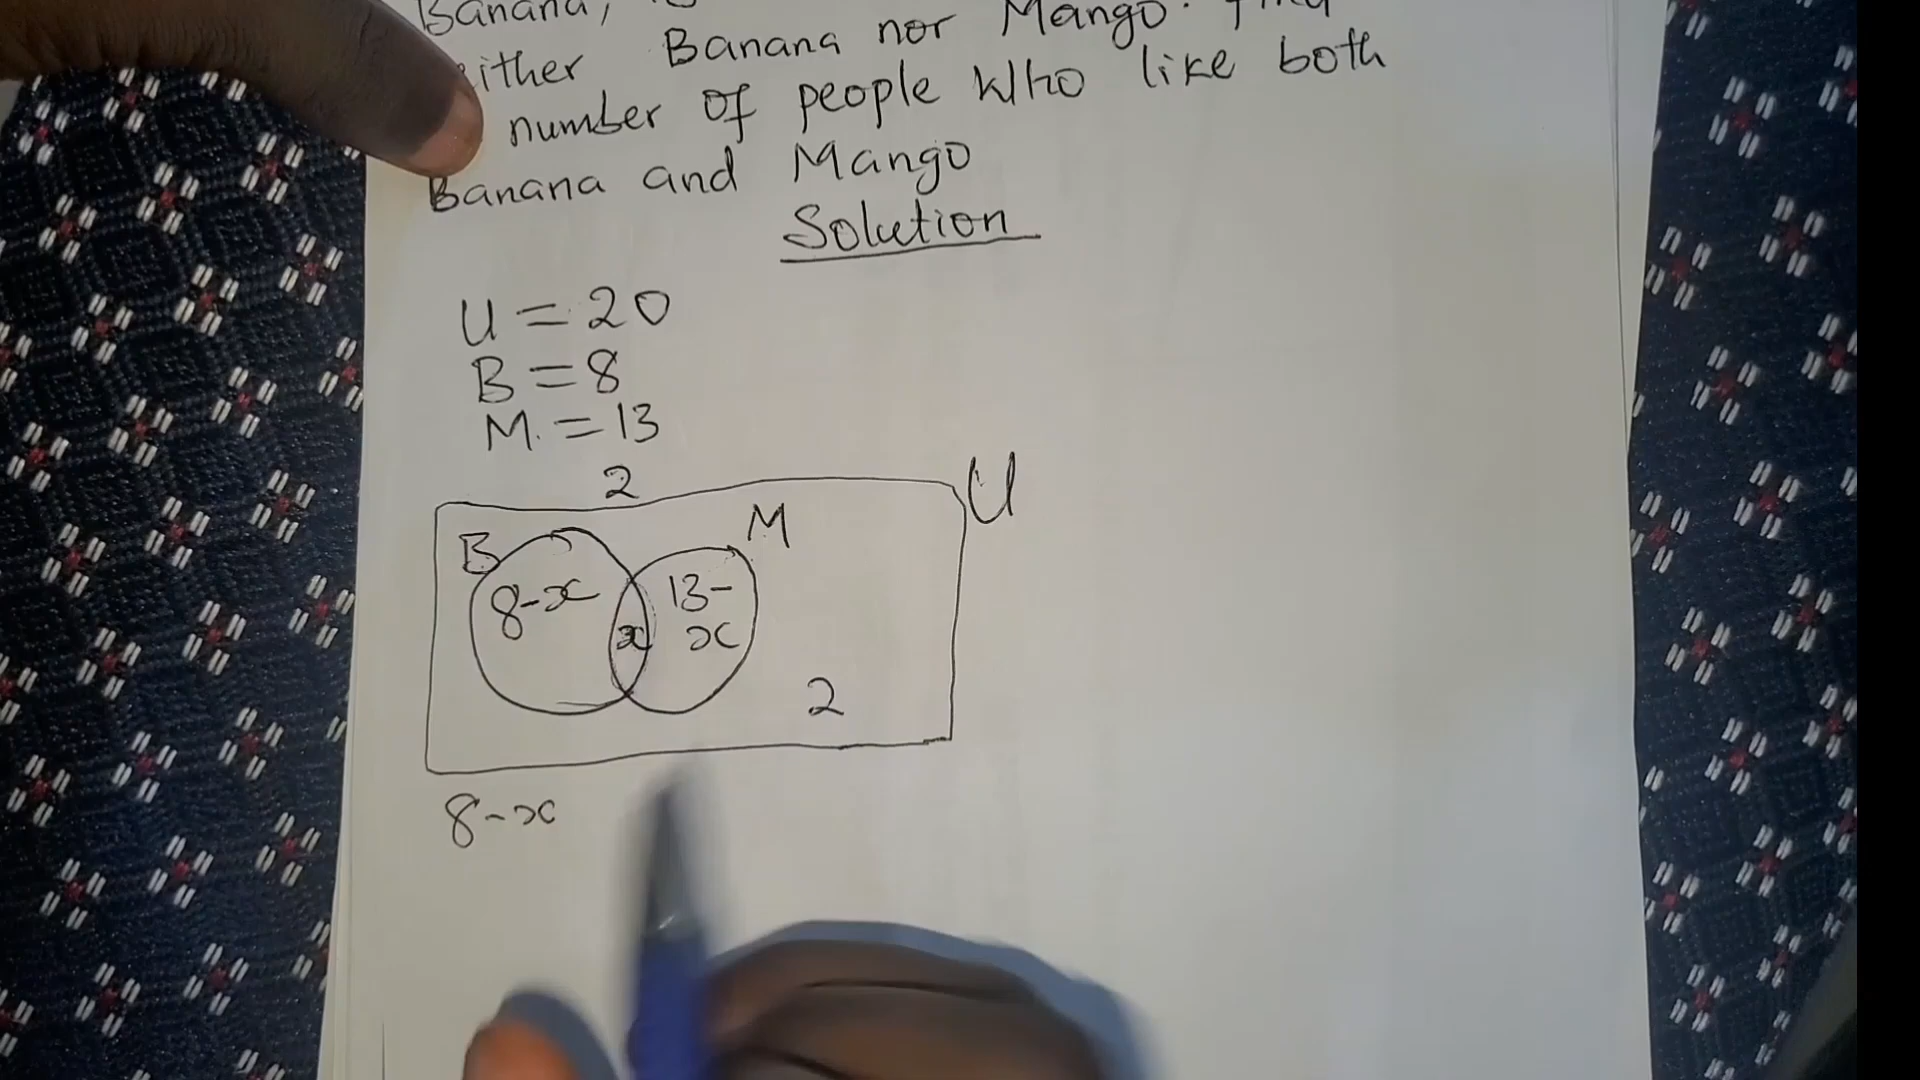 Banana,
either Banana nor Mango. Find
number of people who like both
Banana and Mango
Solution
U = 20
B = 8
M. = 13
2
U
B
M
8-x
x
13-
x
2
8-x